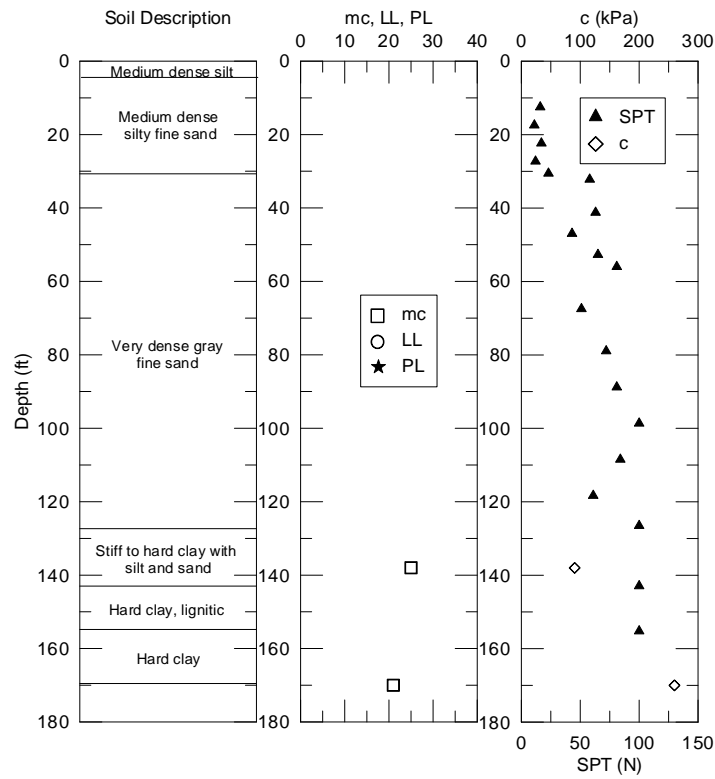 Soil Description
mc, LL, PL
c (kPa)
0 10 20 30 40
0 100 200 300
Depth (ft)
0
20
40
60
80
100
120
140
160
180
Medium dense silt
Medium dense
silty fine sand
Very dense gray
fine sand
Stiff to hard clay with
silt and sand
Hard clay, lignitic
Hard clay
0
20
40
60
80
100
120
140
160
180
mc
LL
PL
0
20
40
60
80
100
120
140
160
180
SPT
c
0 50 100 150
SPT (N)